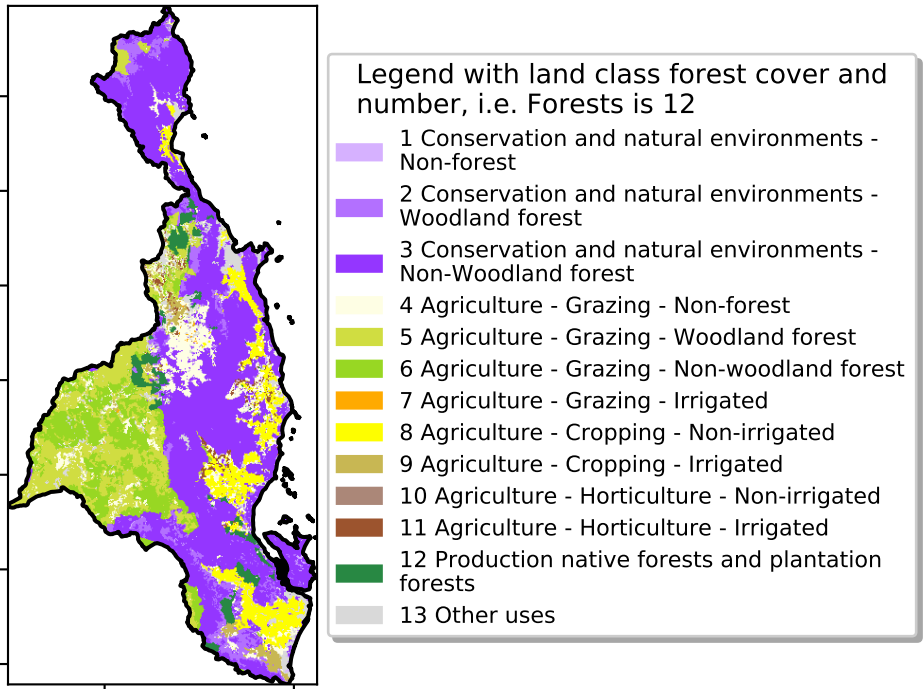 Legend with land class forest cover and
number, i.e. Forests is 12
1 Conservation and natural environments -
Non-forest
2 Conservation and natural environments -
Woodland forest
3 Conservation and natural environments -
Non-Woodland forest
4 Agriculture - Grazing - Non-forest
5 Agriculture - Grazing - Woodland forest
6 Agriculture - Grazing - Non-woodland forest
7 Agriculture - Grazing - Irrigated
8 Agriculture - Cropping - Non-irrigated
9 Agriculture - Cropping - Irrigated
10 Agriculture - Horticulture - Non-irrigated
11 Agriculture - Horticulture - Irrigated
12 Production native forests and plantation
forests
13 Other uses